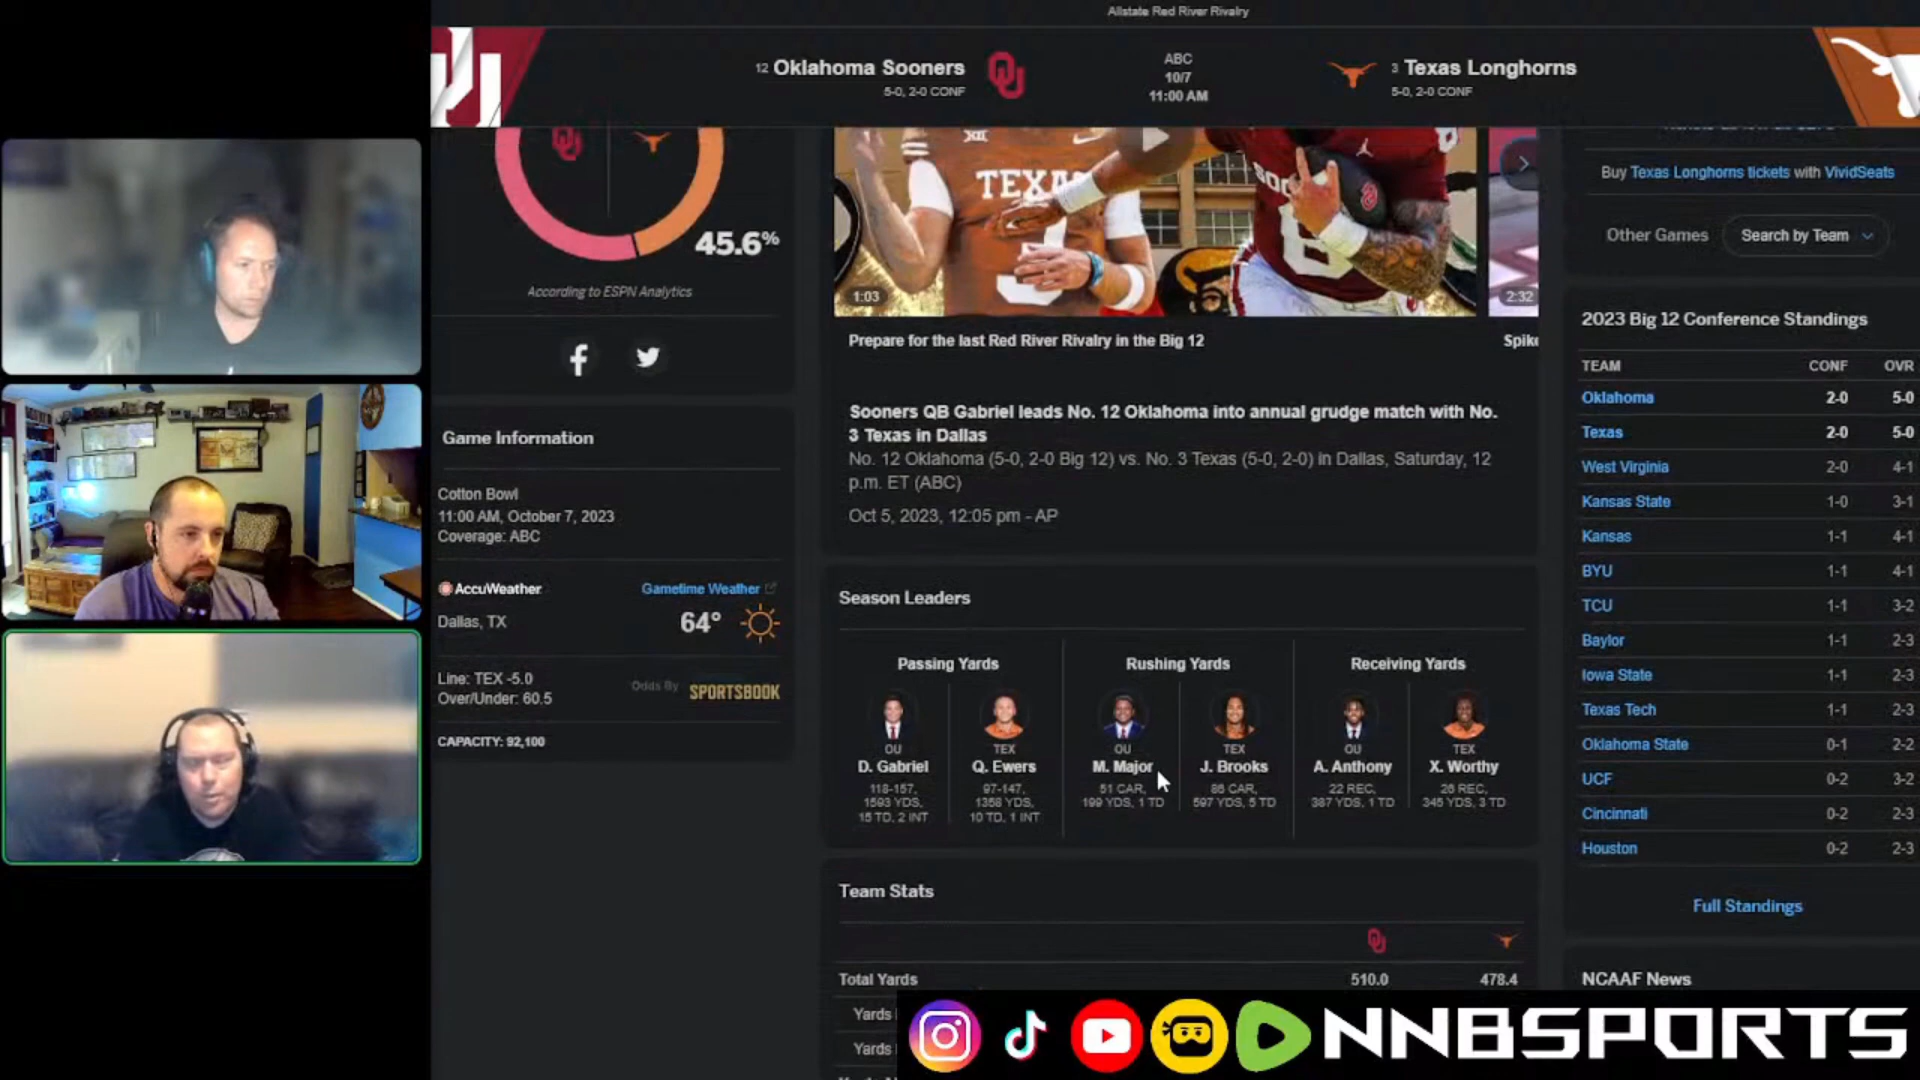 Allstate Red River Rivalry
12 Oklahoma Sooners
5-0, 2-0 CONF
ABC
10/7
11:00 AM
3 Texas Longhorns
5-0, 2-0 CONF
45.6%
According to ESPN Analytics
Game Information
Cotton Bowl
11:00 AM, October 7, 2023
Coverage: ABC
AccuWeather
Gametime Weather
Dallas, TX
64°
Line: TEX -5.0
Over/Under: 60.5
Odds By SPORTSBOOK
CAPACITY: 92,100
XII
TEXAS
SOO
1:03
2:32
Prepare for the last Red River Rivalry in the Big 12
Spike
Sooners QB Gabriel leads No. 12 Oklahoma into annual grudge match with No.
3 Texas in Dallas
No. 12 Oklahoma (5-0, 2-0 Big 12) vs. No. 3 Texas (5-0, 2-0) in Dallas, Saturday, 12
p.m. ET (ABC)
Oct 5, 2023, 12:05 pm - AP
Season Leaders
Passing Yards
Rushing Yards
Receiving Yards
OU
D. Gabriel
118-157,
1593 YDS,
15 TD, 2 INT
TEX
Q. Ewers
97-147,
1358 YDS,
10 TD, 1 INT
OU
M. Major
51 CAR,
199 YDS, 1 TD
TEX
J. Brooks
86 CAR,
597 YDS, 5 TD
OU
A. Anthony
22 REC,
387 YDS, 1 TD
TEX
X. Worthy
26 REC,
345 YDS, 3 TD
Team Stats
Total Yards 510.0 478.4
Yards
Yards
Buy Texas Longhorns tickets with VividSeats
Other Games
Search by Team
2023 Big 12 Conference Standings
TEAM CONF OVR
Oklahoma 2-0 5-0
Texas 2-0 5-0
West Virginia 2-0 4-1
Kansas State 1-0 3-1
Kansas 1-1 4-1
BYU 1-1 4-1
TCU 1-1 3-2
Baylor 1-1 2-3
Iowa State 1-1 2-3
Texas Tech 1-1 2-3
Oklahoma State 0-1 2-2
UCF 0-2 3-2
Cincinnati 0-2 2-3
Houston 0-2 2-3
Full Standings
NCAAF News
NNBSPORTS